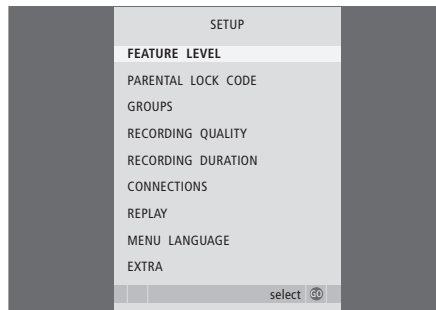 SETUP
FEATURE LEVEL
PARENTAL LOCK CODE
GROUPS
RECORDING QUALITY
RECORDING DURATION
CONNECTIONS
REPLAY
MENU LANGUAGE
EXTRA
select GO